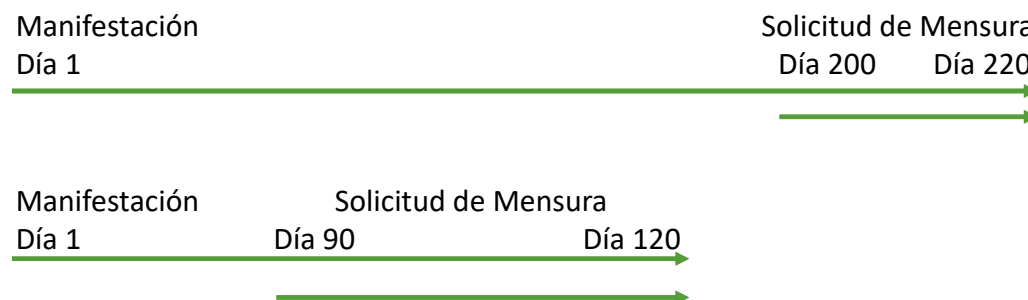 Manifestación Solicitud de Mensura
Día 1 Día 200 Día 220
Manifestación Solicitud de Mensura
Día 1 Día 90 Día 120